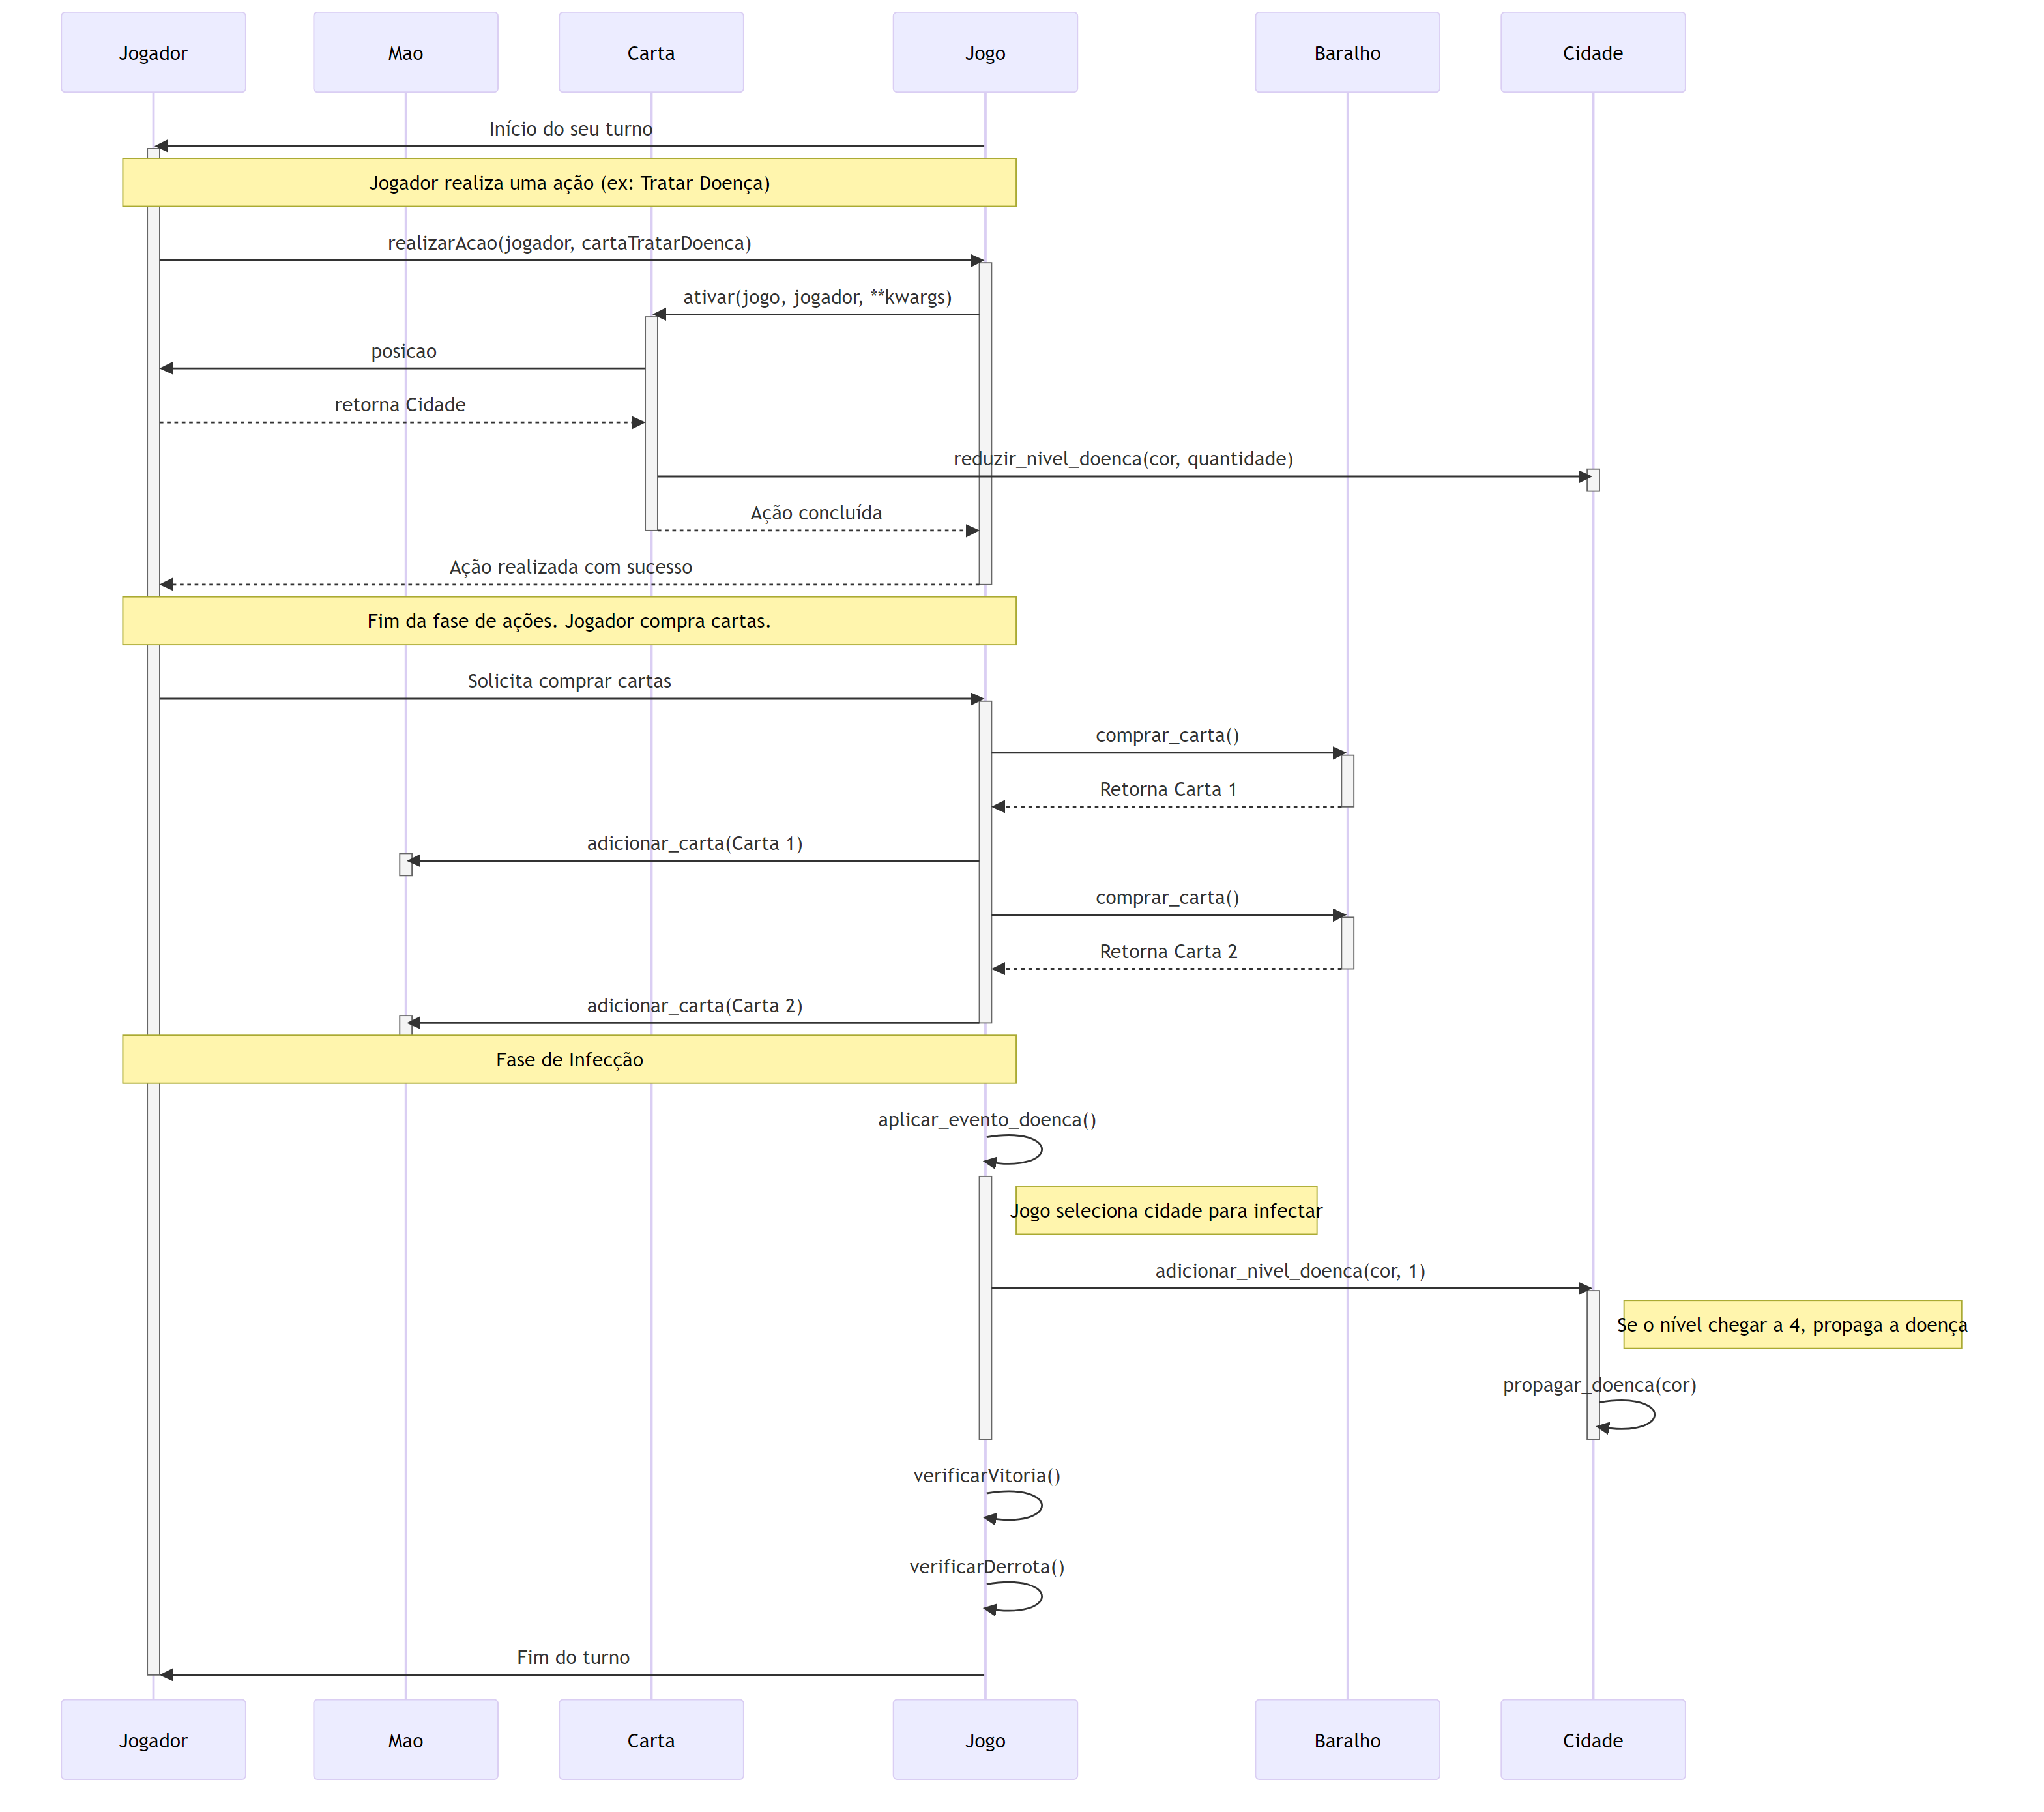 Jogador
Mao
Carta
Jogo
Baralho
Cidade
Início do seu turno
Jogador realiza uma ação (ex: Tratar Doença)
realizarAcao(jogador, cartaTratarDoenca)
ativar(jogo, jogador, **kwargs)
posicao
retorna Cidade
reduzir_nivel_doenca(cor, quantidade)
Ação concluída
Ação realizada com sucesso
Fim da fase de ações. Jogador compra cartas.
Solicita comprar cartas
comprar_carta()
Retorna Carta 1
adicionar_carta(Carta 1)
comprar_carta()
Retorna Carta 2
adicionar_carta(Carta 2)
Fase de Infecção
aplicar_evento_doenca()
Jogo seleciona cidade para infectar
adicionar_nivel_doenca(cor, 1)
Se o nível chegar a 4, propaga a doença
propagar_doenca(cor)
verificarVitoria()
verificarDerrota()
Fim do turno
Jogador
Mao
Carta
Jogo
Baralho
Cidade